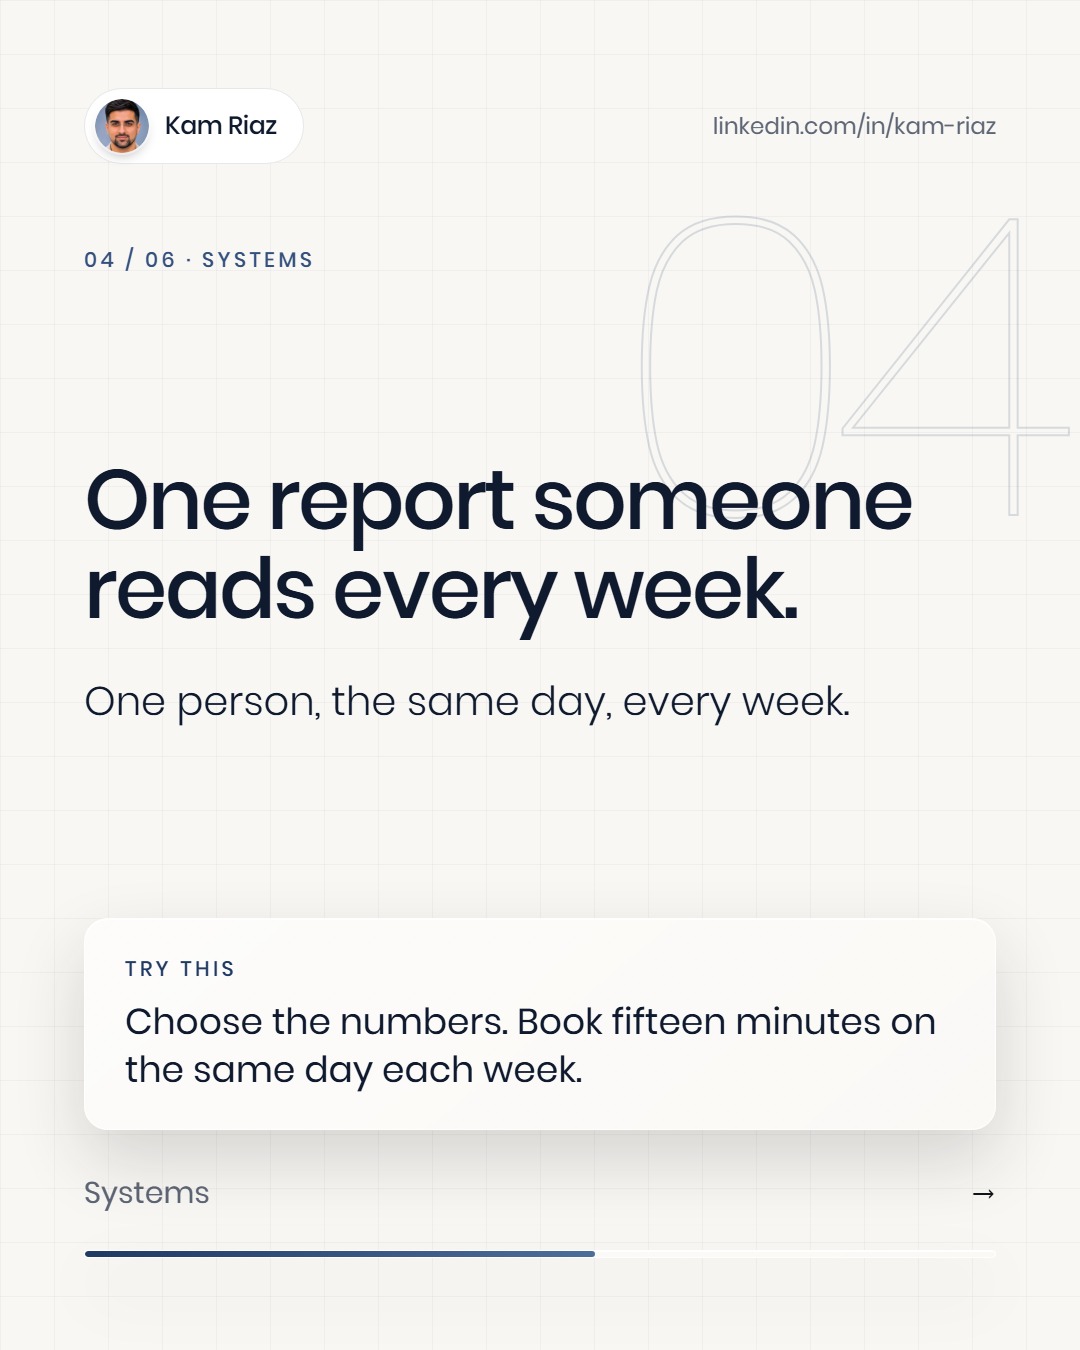 Kam Riaz
linkedin.com/in/kam-riaz
04 / 06 · SYSTEMS
04
One report someone
reads every week.
One person, the same day, every week.
TRY THIS
Choose the numbers. Book fifteen minutes on
the same day each week.
Systems
→